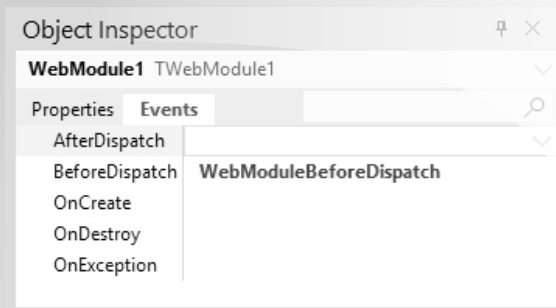 Object Inspector
WebModule1 TWebModule1
Properties Events
AfterDispatch
BeforeDispatch WebModuleBeforeDispatch
OnCreate
OnDestroy
OnException